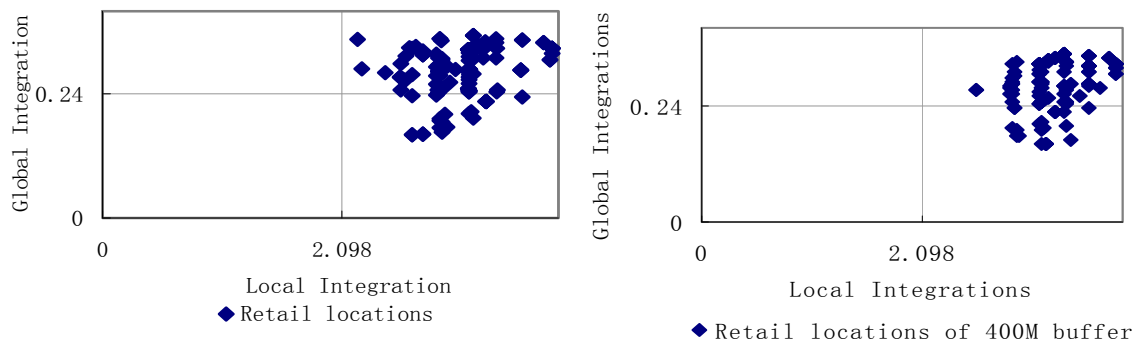 Global Integration
0.24
0
0
2.098
Local Integration
Retail locations
Global Integrations
0.24
0
0
2.098
Local Integrations
Retail locations of 400M buffer